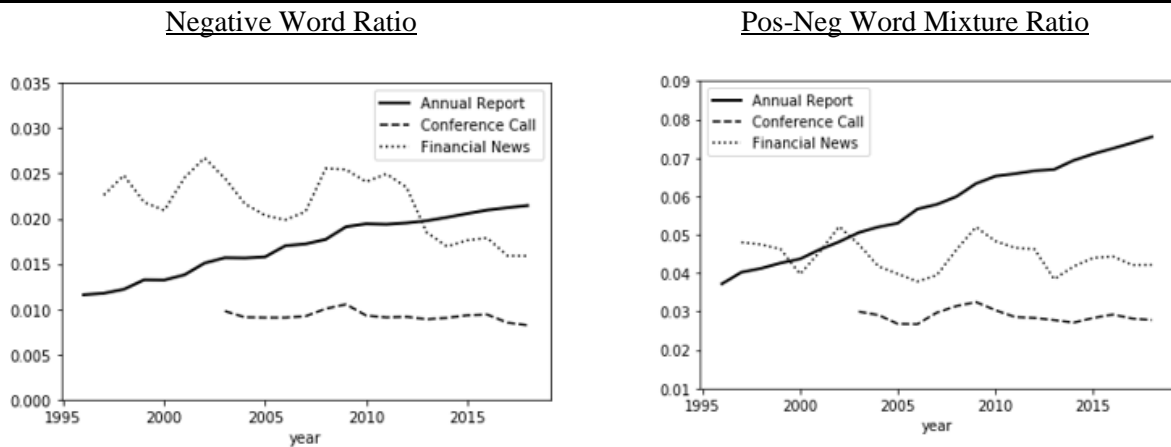 Negative Word Ratio
Pos-Neg Word Mixture Ratio
0.035
0.030
0.025
0.020
0.015
0.010
0.005
0.000
1995
2000
2005
2010
2015
year
Annual Report
Conference Call
Financial News
0.09
0.08
0.07
0.06
0.05
0.04
0.03
0.02
0.01
1995
2000
2005
2010
2015
year
Annual Report
Conference Call
Financial News